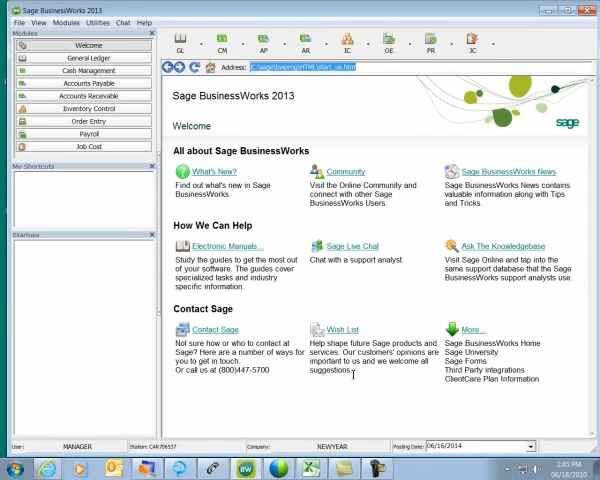 Sage BusinessWorks 2013
File View Modules Utilities Chat Help
Modules
Welcome
General Ledger
Cash Management
Accounts Payable
Accounts Receivable
Inventory Control
Order Entry
Payroll
Job Cost
My Shortcuts
Startups
GL CM AP AR IC OE PR JC
Address: C:\sage\bwprog\HTML\start_us.htm
Sage BusinessWorks 2013
Welcome
sage
All about Sage BusinessWorks
What's New? Community Sage BusinessWorks News
Find out what's new in Sage Visit the Online Community and Sage BusinessWorks News contains
BusinessWorks. connect with other Sage valuable information along with Tips
BusinessWorks Users. and Tricks.
How We Can Help
Electronic Manuals... Sage Live Chat Ask The Knowledgebase
Study the guides to get the most out Chat with a support analyst. Visit Sage Online and tap into the
of your software. The guides cover same support database that the Sage
specialized tasks and industry BusinessWorks support analysts use.
specific information.
Contact Sage
Contact Sage Wish List More...
Not sure how or who to contact at Help shape future Sage products and Sage BusinessWorks Home
Sage? Here are a number of ways for services. Our customers' opinions are Sage University
you to get in touch. important to us and we welcome all Sage Forms
Or call us at (800)447-5700 suggestions. Third Party integrations
ClientCare Plan Information
User: MANAGER Station: CAR706537 Company: NEWYEAR Posting Date: 06/16/2014
BW
1:45 PM
06/18/2010